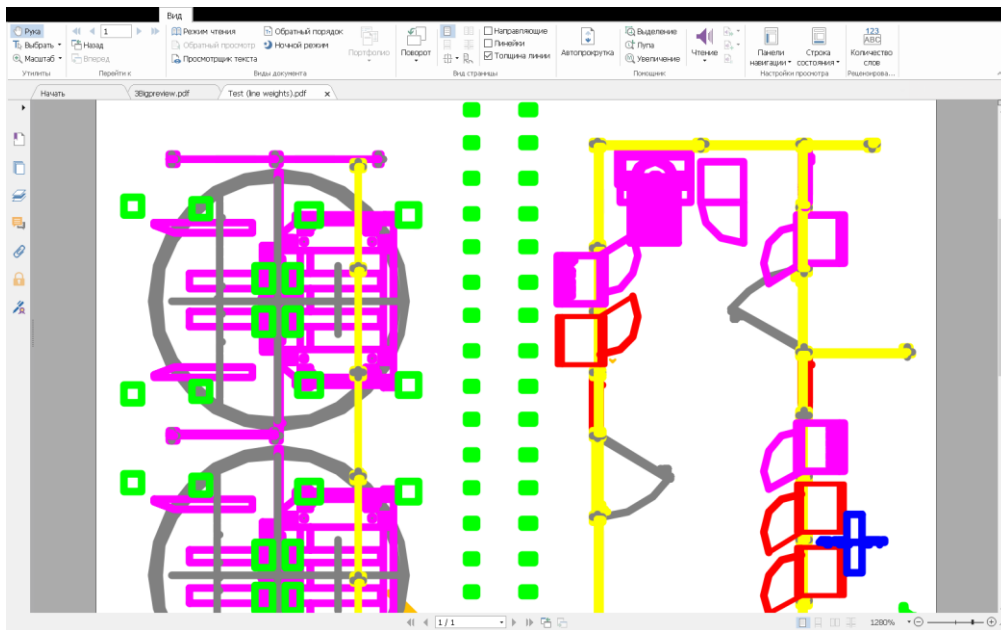 Вид
Рука
Выбрать
Масштаб
Утилиты
1
Назад
Вперед
Перейти к
Режим чтения
Обратный просмотр
Просмотрщик текста
Обратный порядок
Ночной режим
Виды документа
Портфолио
Поворот
Направляющие
Линейки
Толщина линии
Вид страницы
Автопрокрутка
Выделение
Лупа
Увеличение
Помощник
Чтение
Панели навигации
Строка состояния
Настройки просмотра
123
ABC
Количество слов
Рецензирова...
Начать
3Bigpreview.pdf
Test (line weights).pdf
x
1 / 1
1280%